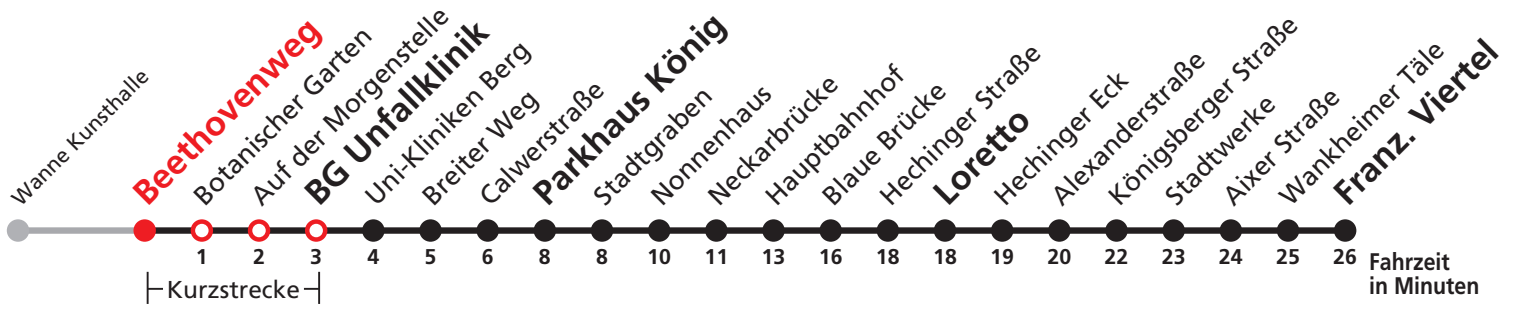 Wanne Kunsthalle
Beethovenweg
Botanischer Garten
Auf der Morgenstelle
BG Unfallklinik
Uni-Kliniken Berg
Breiter Weg
Calwerstraße
Parkhaus König
Stadtgraben
Nonnenhaus
Neckarbrücke
Hauptbahnhof
Blaue Brücke
Hechinger Straße
Loretto
Hechinger Eck
Alexanderstraße
Königsberger Straße
Stadtwerke
Aixer Straße
Wankheimer Täle
Franz. Viertel
1 2 3 4 5 6 8 8 10 11 13 16 18 18 19 20 22 23 24 25 26
Fahrzeit
in Minuten
Kurzstrecke